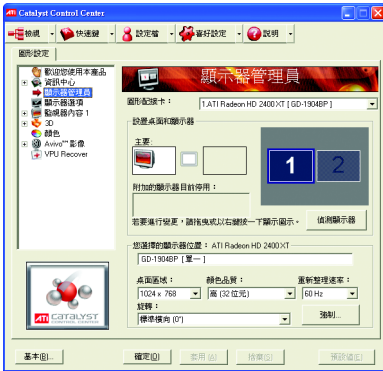 ATI Catalyst Control Center
檢視
快速鍵
設定檔
喜好設定
說明
圖形設定
歡迎您使用本產品
資訊中心
顯示器管理員
顯示器選項
監視器內容 1
3D
顏色
Avivo™ 影像
VPU Recover
顯示器管理員
圖形配接卡：
1.ATI Radeon HD 2400 XT [ GD-1904BP ]
設置桌面和顯示器
主要:
1
2
附加的顯示器目前停用：
若要進行變更，請拖曳或以右鍵按一下顯示圖示。
偵測顯示器
您選擇的顯示器位置： ATI Radeon HD 2400 XT
GD-1904BP [ 單一 ]
桌面區域：
顏色品質：
重新整理速率：
1024 x 768
高 (32 位元)
60 Hz
旋轉：
標準橫向 (0°)
強制...
ATI CATALYST
CONTROL CENTER
基本(B)...
確定(O)
套用(A)
捨棄(S)
預設值(E)